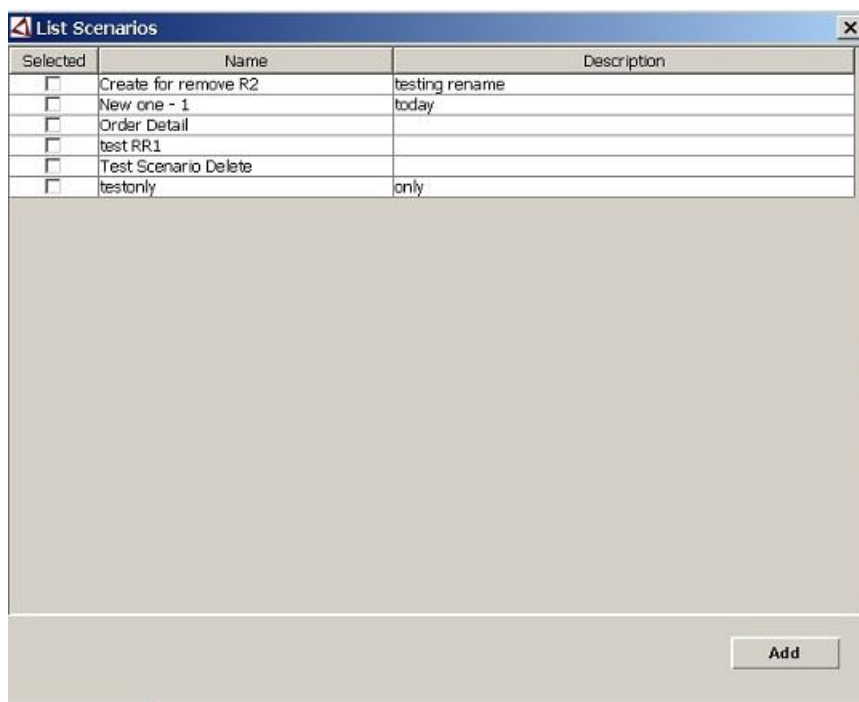 List Scenarios
Selected Name Description
Create for remove R2 testing rename
New one - 1 today
Order Detail
test RR1
Test Scenario Delete
testonly only
Add